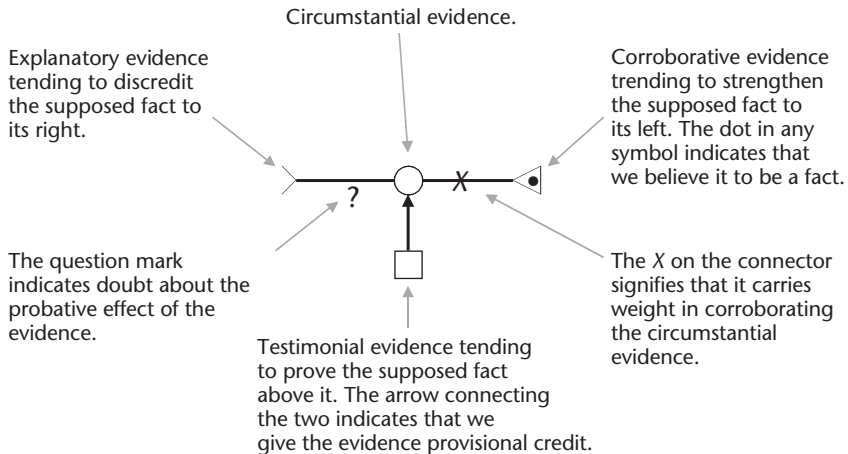 Circumstantial evidence.
Explanatory evidence
tending to discredit
the supposed fact to
its right.
Corroborative evidence
trending to strengthen
the supposed fact to
its left. The dot in any
symbol indicates that
we believe it to be a fact.
X
?
The question mark
indicates doubt about the
probative effect of the
evidence.
The X on the connector
signifies that it carries
weight in corroborating
the circumstantial
evidence.
Testimonial evidence tending
to prove the supposed fact
above it. The arrow connecting
the two indicates that we
give the evidence provisional credit.